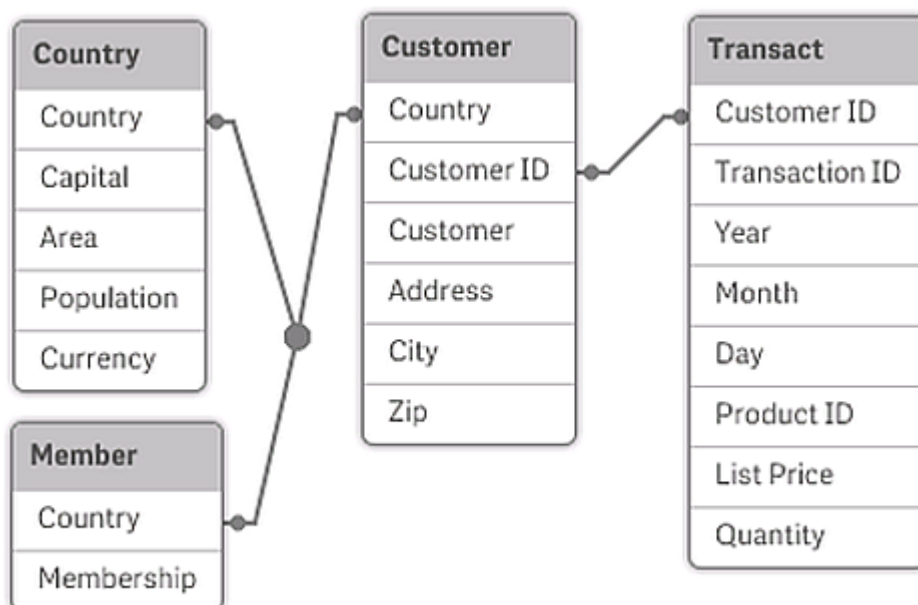 Country
Country
Capital
Area
Population
Currency
Member
Country
Membership
Customer
Country
Customer ID
Customer
Address
City
Zip
Transact
Customer ID
Transaction ID
Year
Month
Day
Product ID
List Price
Quantity